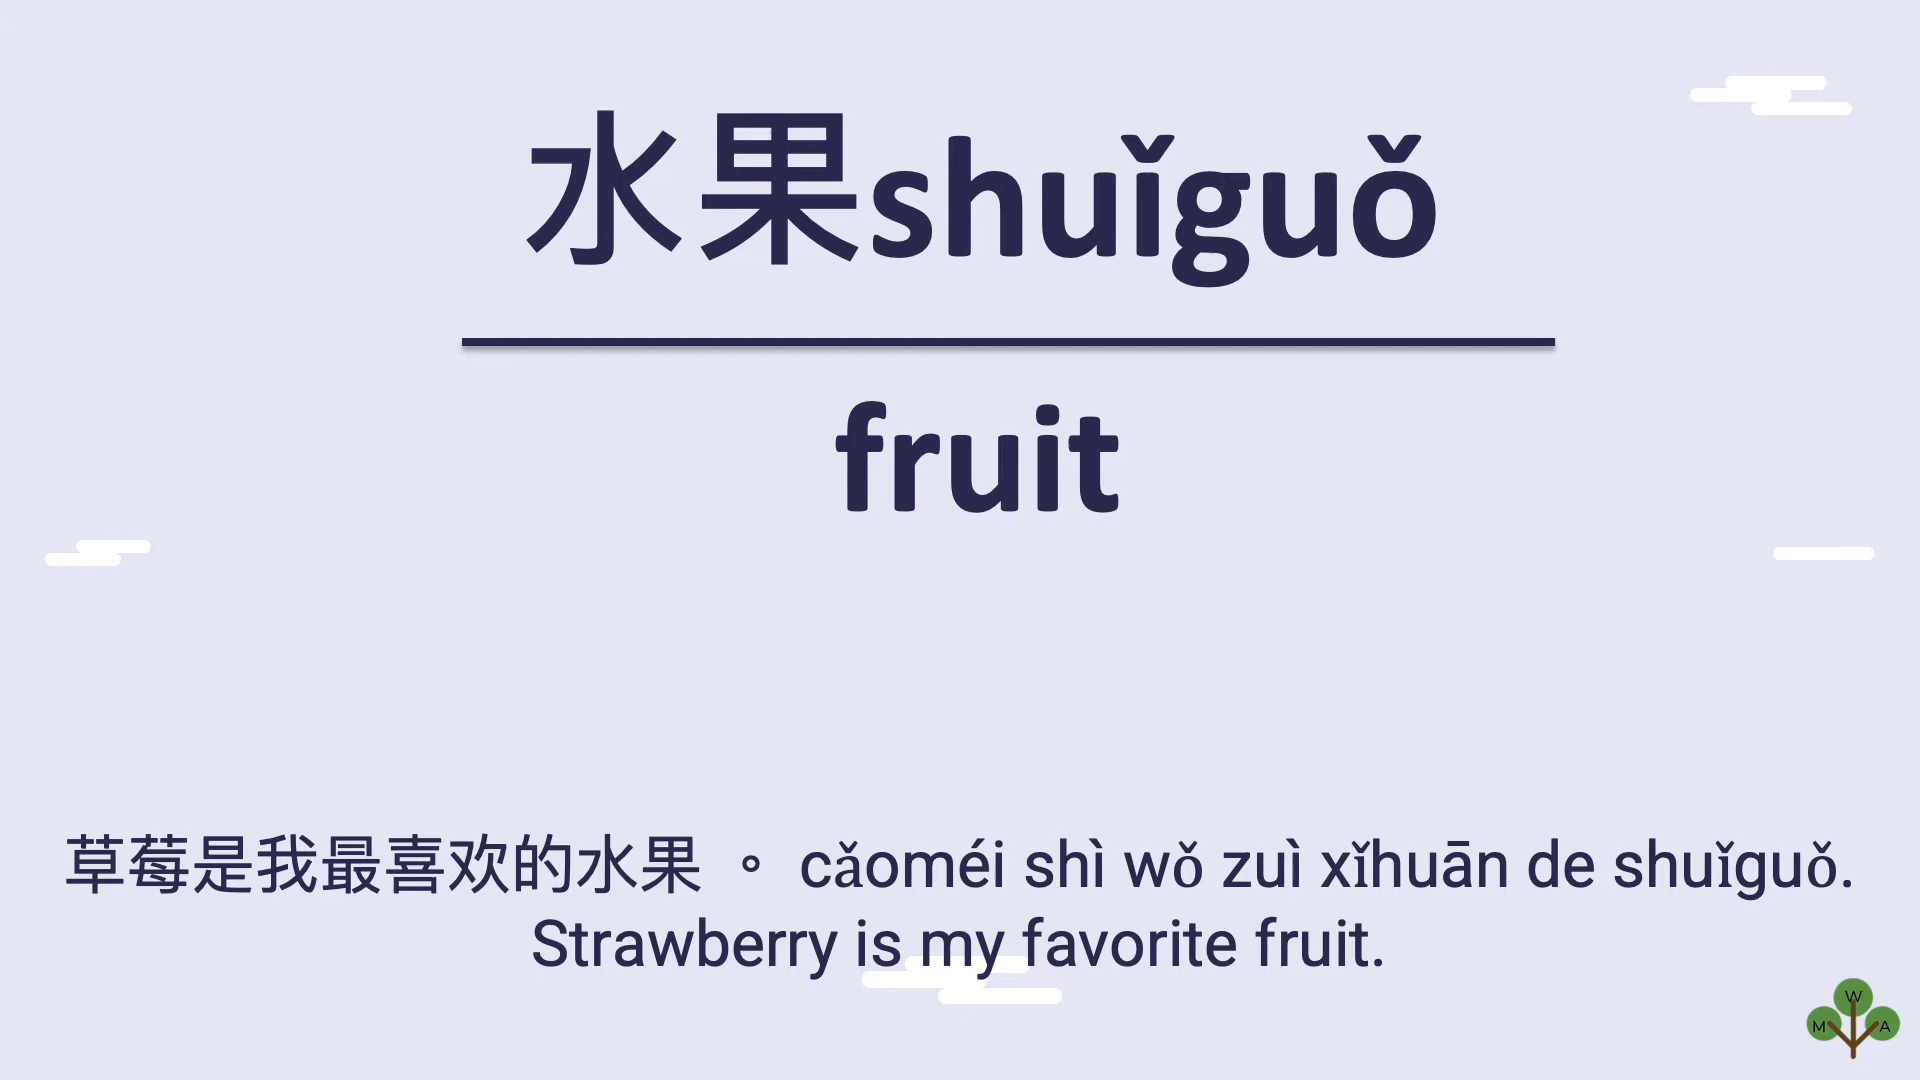 水果shuǐguǒ
fruit
草莓是我最喜欢的水果 。 cǎoméi shì wǒ zuì xǐhuān de shuǐguǒ.
Strawberry is my favorite fruit.
W
M A